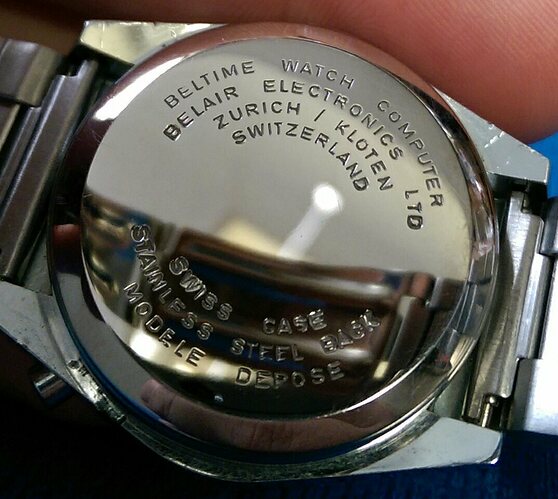 BELTIME WATCH COMPUTER
BELAIR ELECTRONICS LTD
ZURICH / KLOTEN
SWITZERLAND
SWISS CASE
STAINLESS STEEL BACK
MODELE DEPOSE